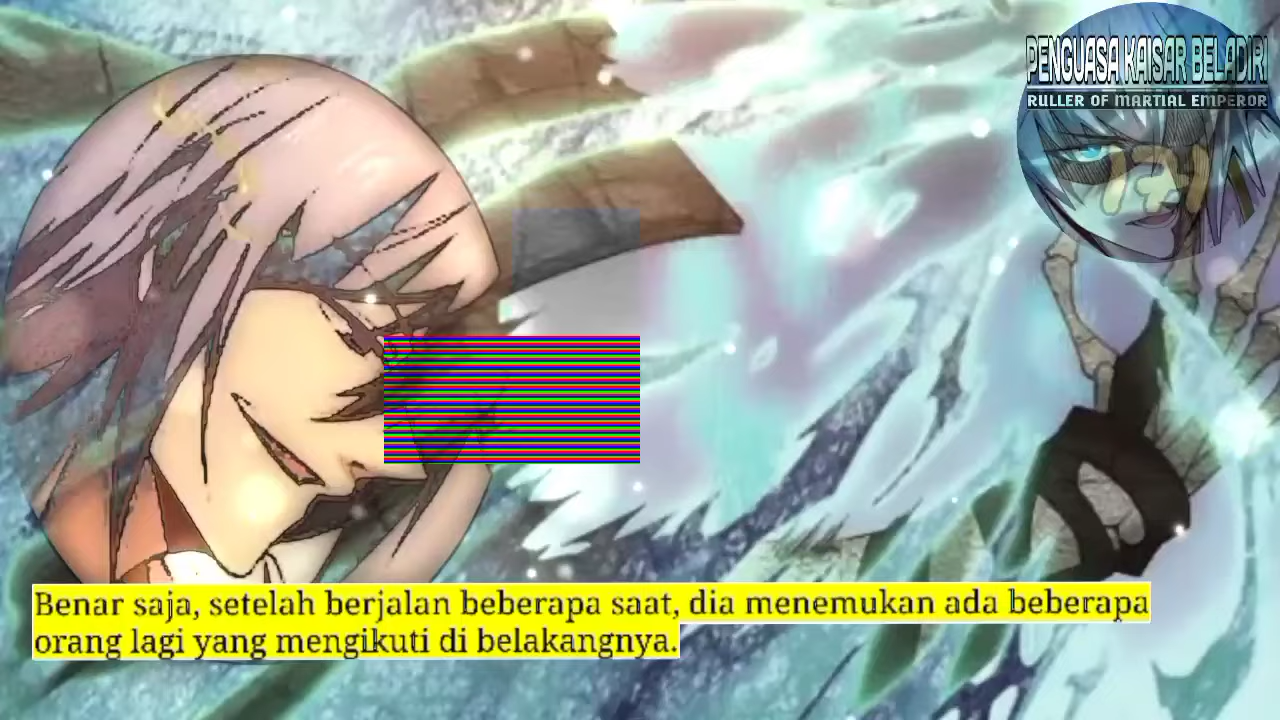 PENGUASA KAISAR BELADIRI
RULLER OF MARTIAL EMPEROR
Benar saja, setelah berjalan beberapa saat, dia menemukan ada beberapa
orang lagi yang mengikuti di belakangnya.